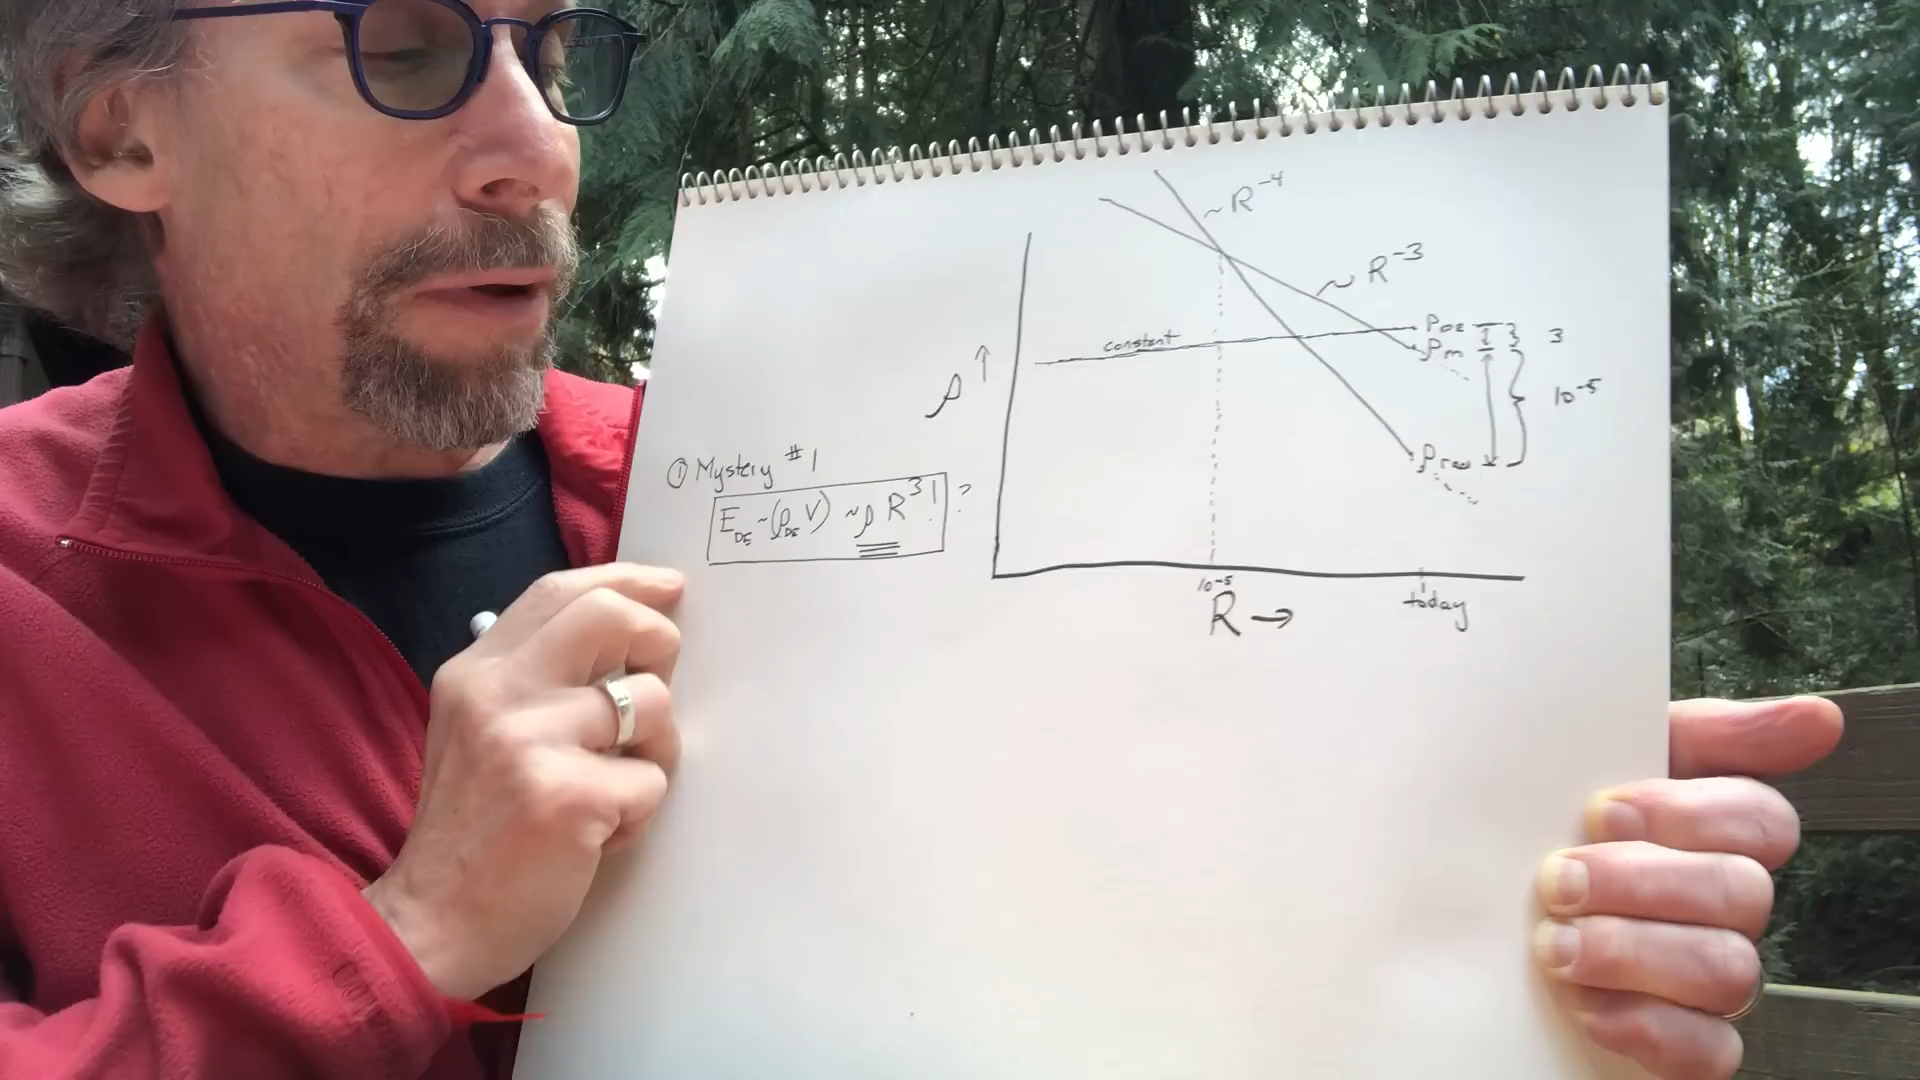 ~ R⁻⁴
~ R⁻³
constant
ρ_DE
3
ρ_m
10⁻⁵
ρ ↑
ρ_rad
① Mystery #1
E_DE ~ (ρ_DE V) ~ ρ R³ ! ?
10⁻⁵
R →
today